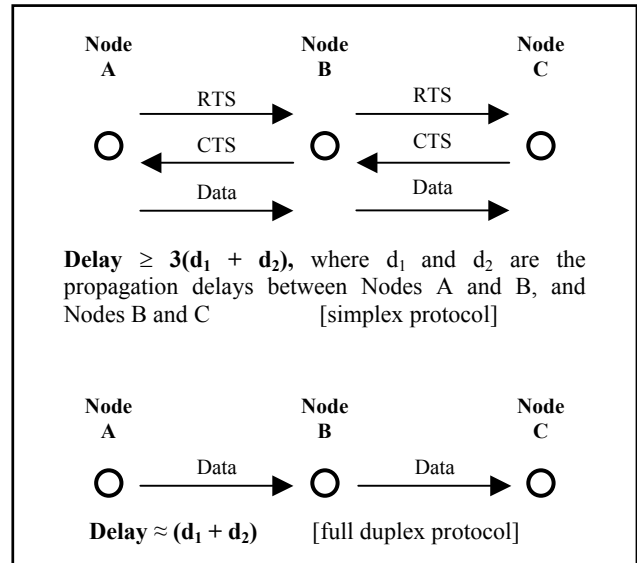 Node Node Node
A B C
RTS RTS
CTS CTS
Data Data
Delay ≥ 3(d₁ + d₂), where d₁ and d₂ are the
propagation delays between Nodes A and B, and
Nodes B and C [simplex protocol]
Node Node Node
A B C
Data Data
Delay ≈ (d₁ + d₂) [full duplex protocol]